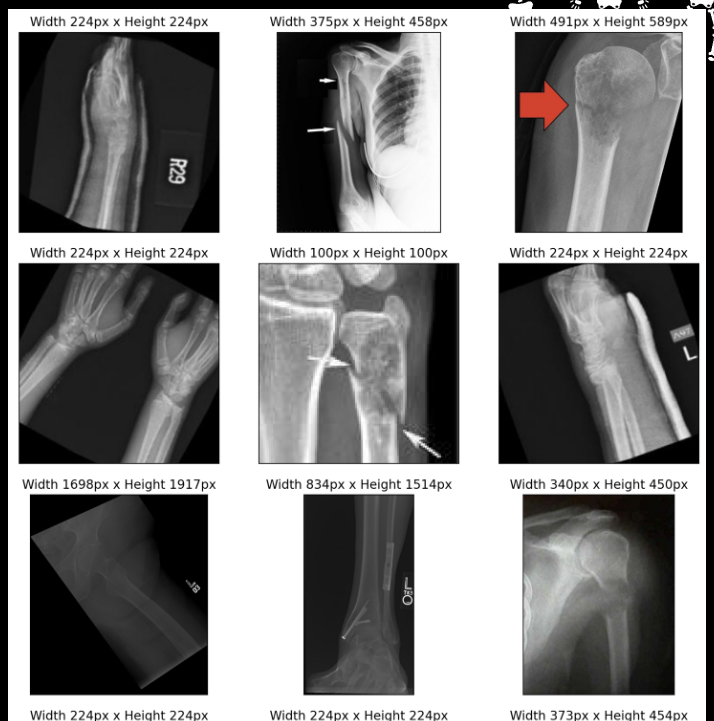 Width 224px x Height 224px
Width 375px x Height 458px
Width 491px x Height 589px
R29
Width 224px x Height 224px
Width 100px x Height 100px
Width 224px x Height 224px
L
Width 1698px x Height 1917px
Width 834px x Height 1514px
Width 340px x Height 450px
Width 224px x Height 224px
Width 224px x Height 224px
Width 373px x Height 454px